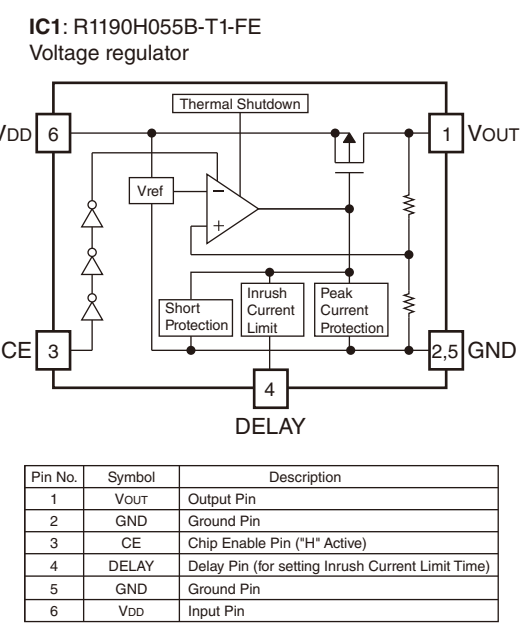 IC1: R1190H055B-T1-FE
Voltage regulator
Thermal Shutdown
VDD 6
1 VOUT
Vref
−
+
Short
Protection
Inrush
Current
Limit
Peak
Current
Protection
CE 3
2,5 GND
4
DELAY
Pin No. Symbol Description
1 VOUT Output Pin
2 GND Ground Pin
3 CE Chip Enable Pin ("H" Active)
4 DELAY Delay Pin (for setting Inrush Current Limit Time)
5 GND Ground Pin
6 VDD Input Pin